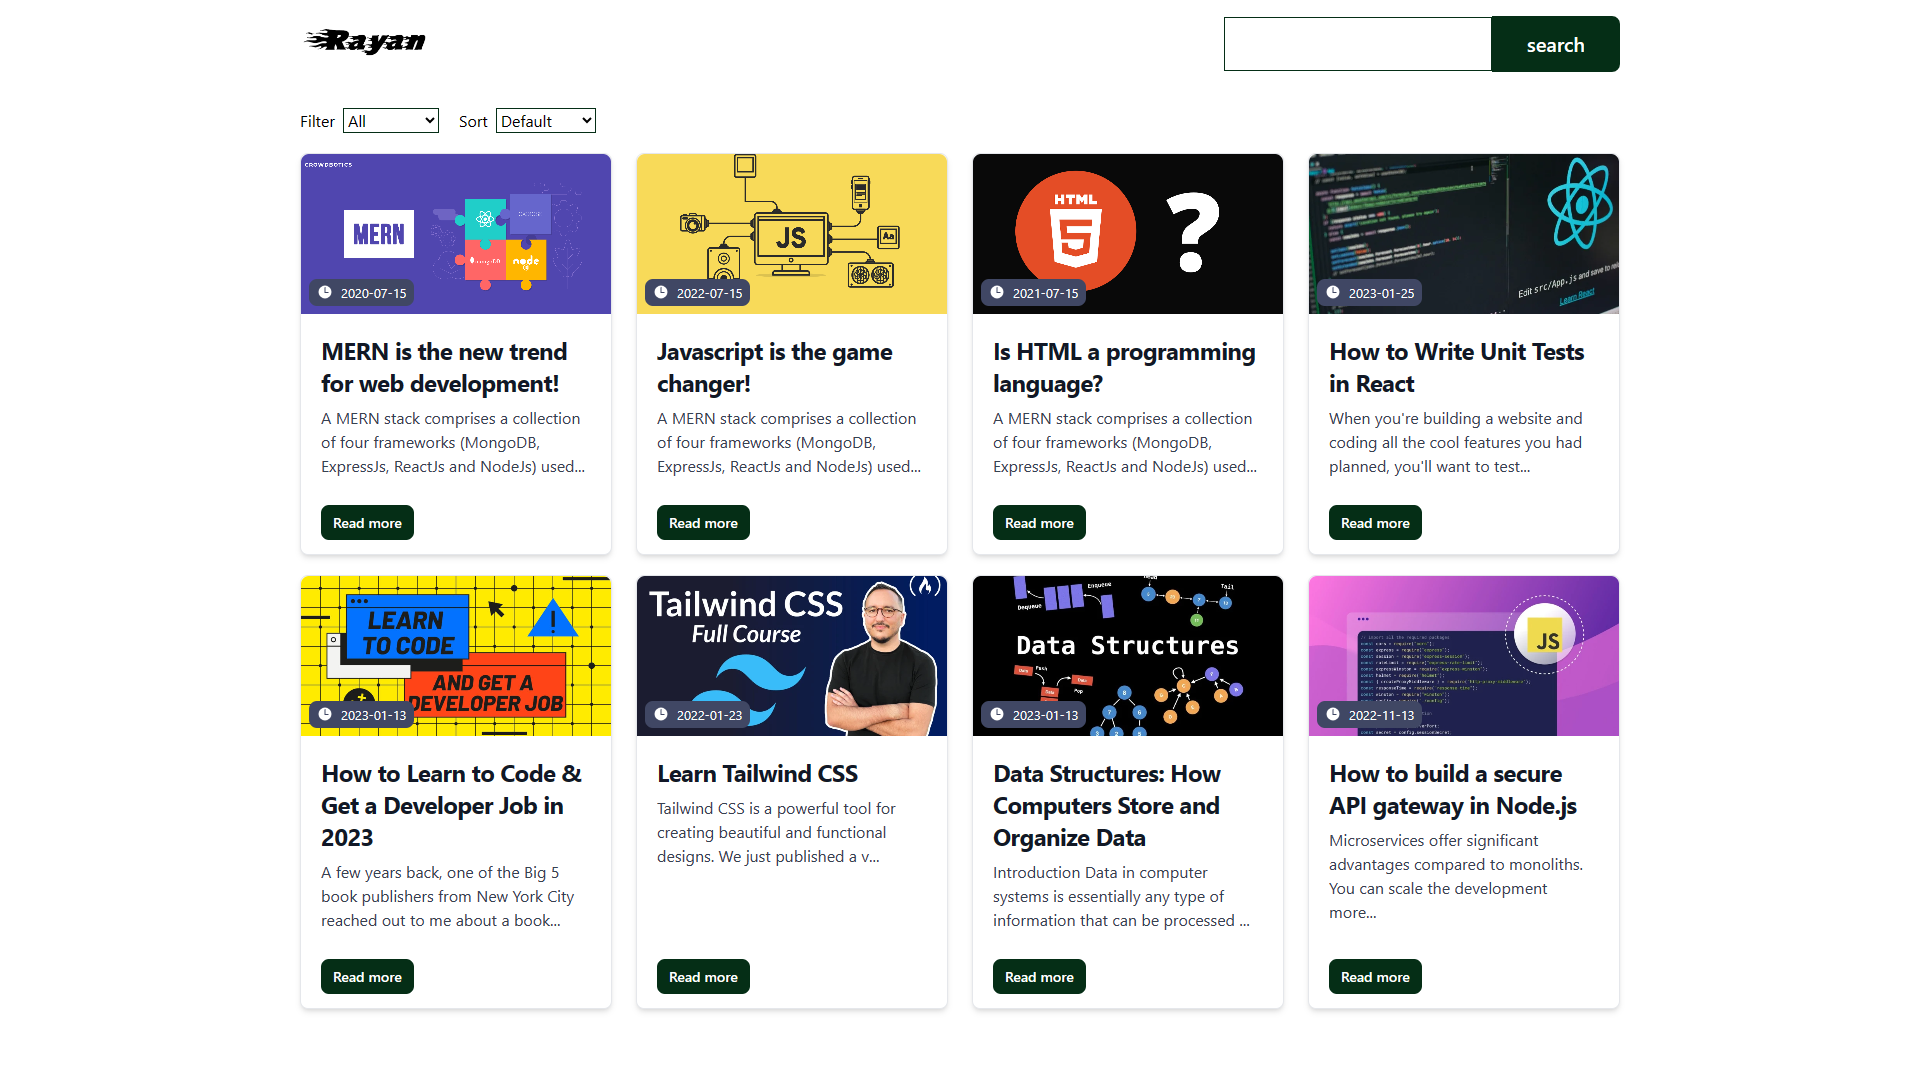 Rayan
search
Filter All Sort Default
CROWDBOTICS
MERN
node
2020-07-15
JS
Aa
2022-07-15
HTML
5
?
2021-07-15
Edit src/App.js and save to
Learn React
2023-01-25
MERN is the new trend
for web development!
A MERN stack comprises a collection
of four frameworks (MongoDB,
ExpressJs, ReactJs and NodeJs) used...
Read more
Javascript is the game
changer!
A MERN stack comprises a collection
of four frameworks (MongoDB,
ExpressJs, ReactJs and NodeJs) used...
Read more
Is HTML a programming
language?
A MERN stack comprises a collection
of four frameworks (MongoDB,
ExpressJs, ReactJs and NodeJs) used...
Read more
How to Write Unit Tests
in React
When you're building a website and
coding all the cool features you had
planned, you'll want to test...
Read more
LEARN
TO CODE
AND GET A
DEVELOPER JOB
2023-01-13
Tailwind CSS
Full Course
2022-01-23
Enqueue
Dequeue
Tail
Data Structures
Push
Pop
2023-01-13
JS
2022-11-13
How to Learn to Code &
Get a Developer Job in
2023
A few years back, one of the Big 5
book publishers from New York City
reached out to me about a book...
Read more
Learn Tailwind CSS
Tailwind CSS is a powerful tool for
creating beautiful and functional
designs. We just published a v...
Read more
Data Structures: How
Computers Store and
Organize Data
Introduction Data in computer
systems is essentially any type of
information that can be processed ...
Read more
How to build a secure
API gateway in Node.js
Microservices offer significant
advantages compared to monoliths.
You can scale the development
more...
Read more